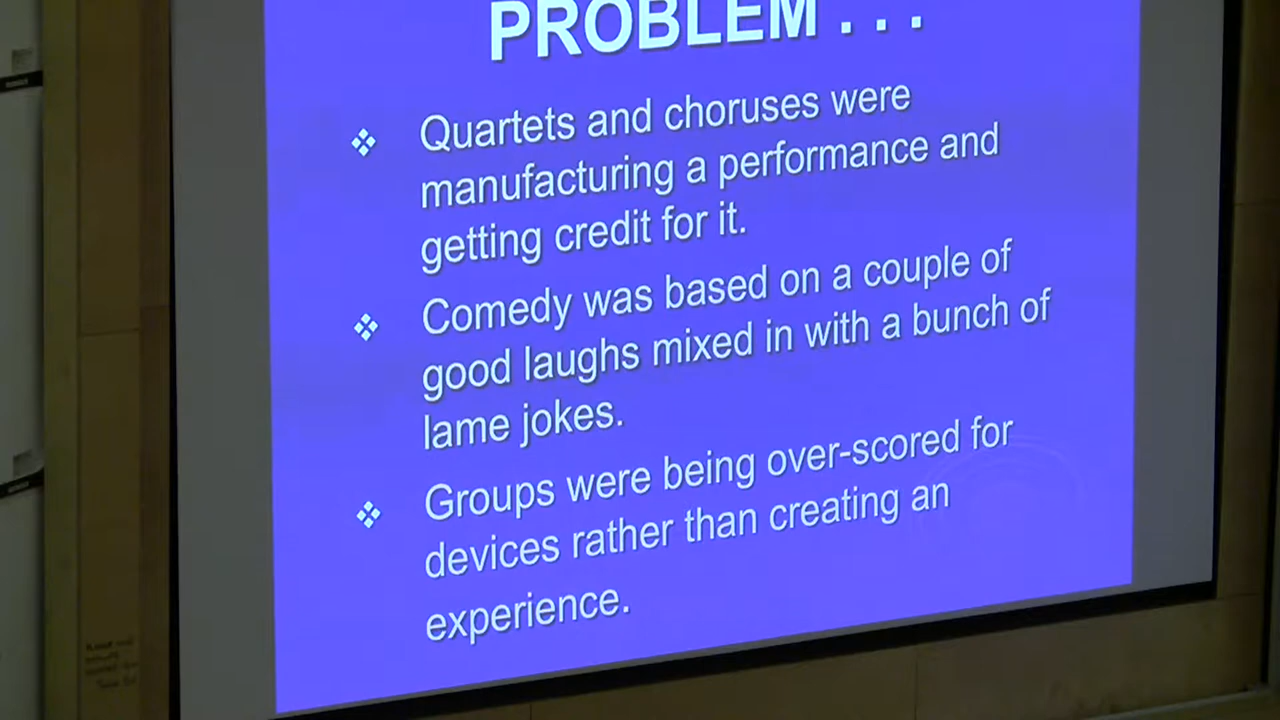 PROBLEM . . .
❖ Quartets and choruses were
manufacturing a performance and
getting credit for it.
❖ Comedy was based on a couple of
good laughs mixed in with a bunch of
lame jokes.
❖ Groups were being over-scored for
devices rather than creating an
experience.